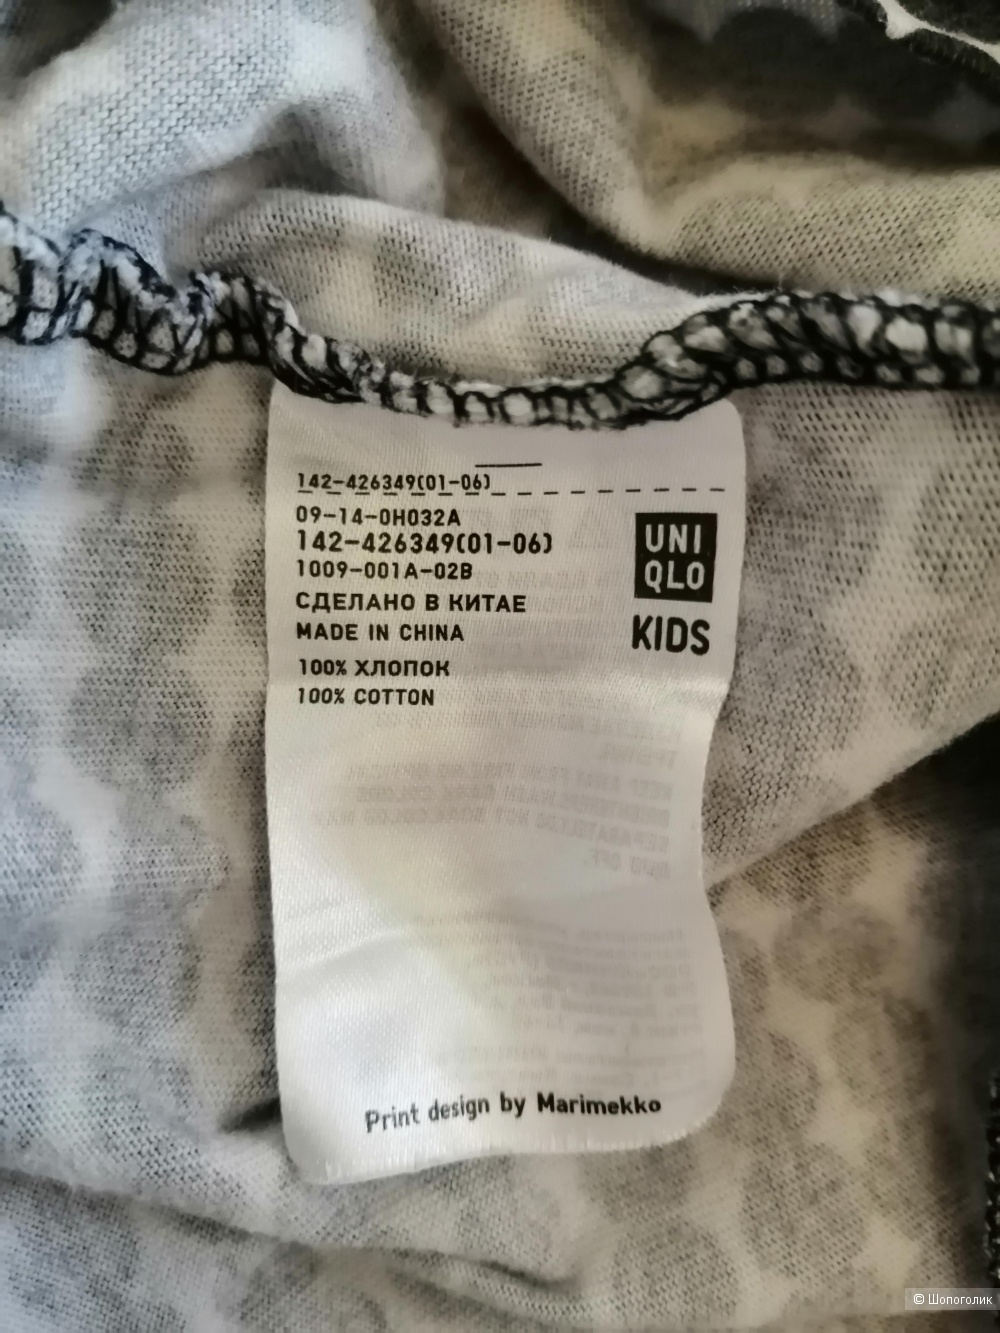 142-426349(01-06)
09-14-0H032A
142-426349(01-06)
1009-001A-02B
СДЕЛАНО В КИТАЕ
MADE IN CHINA
100% ХЛОПОК
100% COTTON
UNI
QLO
KIDS
Print design by Marimekko
© Шопоголик